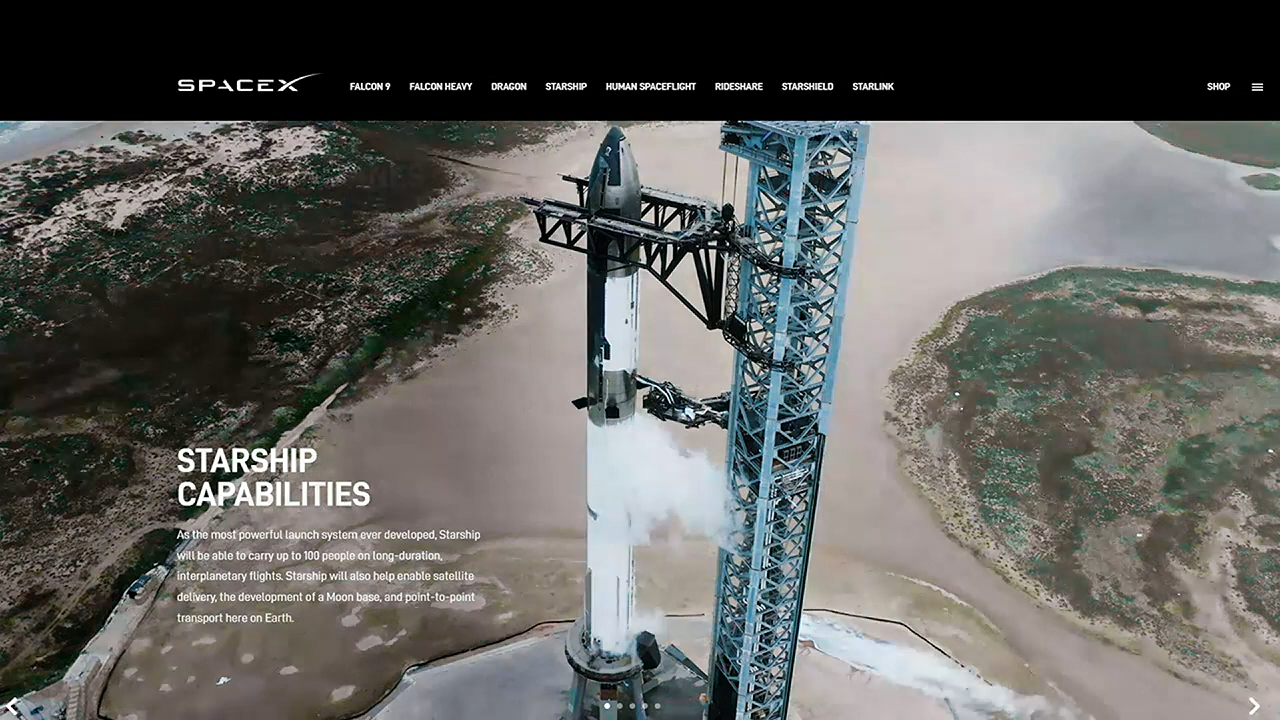 SPACEX
FALCON 9 FALCON HEAVY DRAGON STARSHIP HUMAN SPACEFLIGHT RIDESHARE STARSHIELD STARLINK SHOP
STARSHIP
CAPABILITIES
As the most powerful launch system ever developed, Starship
will be able to carry up to 100 people on long-duration,
interplanetary flights. Starship will also help enable satellite
delivery, the development of a Moon base, and point-to-point
transport here on Earth.